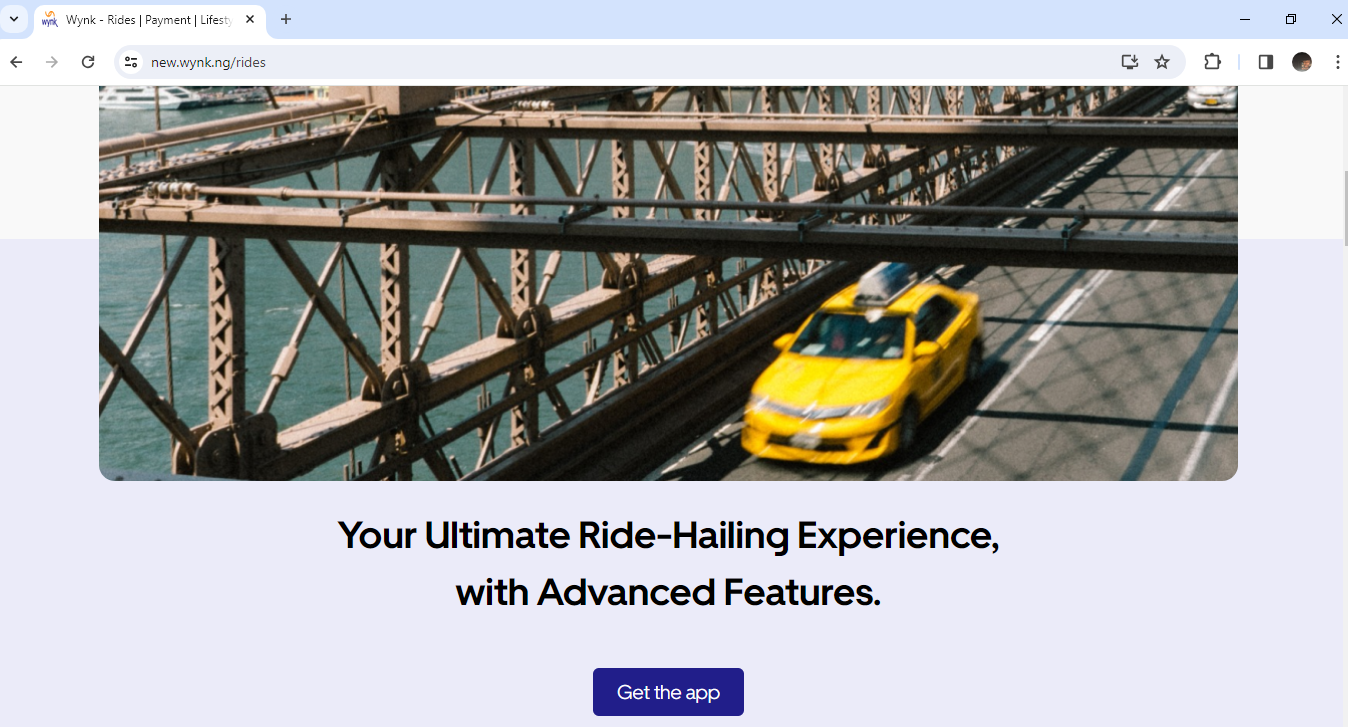 wynk
Wynk - Rides | Payment | Lifesty
new.wynk.ng/rides
Your Ultimate Ride-Hailing Experience,
with Advanced Features.
Get the app